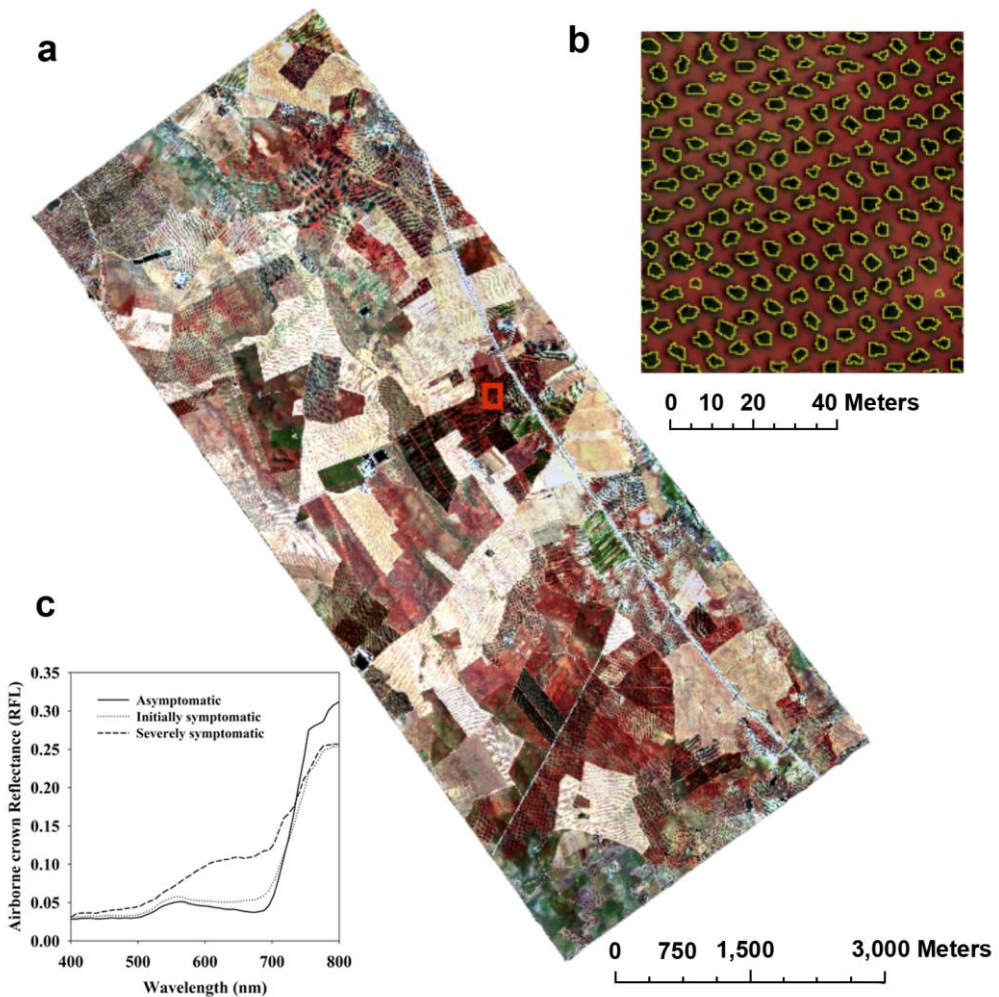 a
b
0 10 20 40 Meters
c
0.35
0.30
0.25
0.20
0.15
0.10
0.05
0.00
Airborne crown Reflectance (RFL)
Asymptomatic
Initially symptomatic
Severely symptomatic
400 500 600 700 800
Wavelength (nm)
0 750 1,500 3,000 Meters